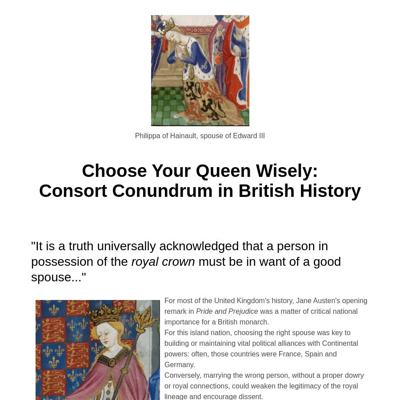 Philippa of Hainault, spouse of Edward III
Choose Your Queen Wisely:
Consort Conundrum in British History
"It is a truth universally acknowledged that a person in
possession of the royal crown must be in want of a good
spouse..."
For most of the United Kingdom's history, Jane Austen's opening
remark in Pride and Prejudice was a matter of critical national
importance for a British monarch.
For this island nation, choosing the right spouse was key to
building or maintaining vital political alliances with Continental
powers: often, those countries were France, Spain and
Germany.
Conversely, marrying the wrong person, without a proper dowry
or royal connections, could weaken the legitimacy of the royal
lineage and encourage dissent.